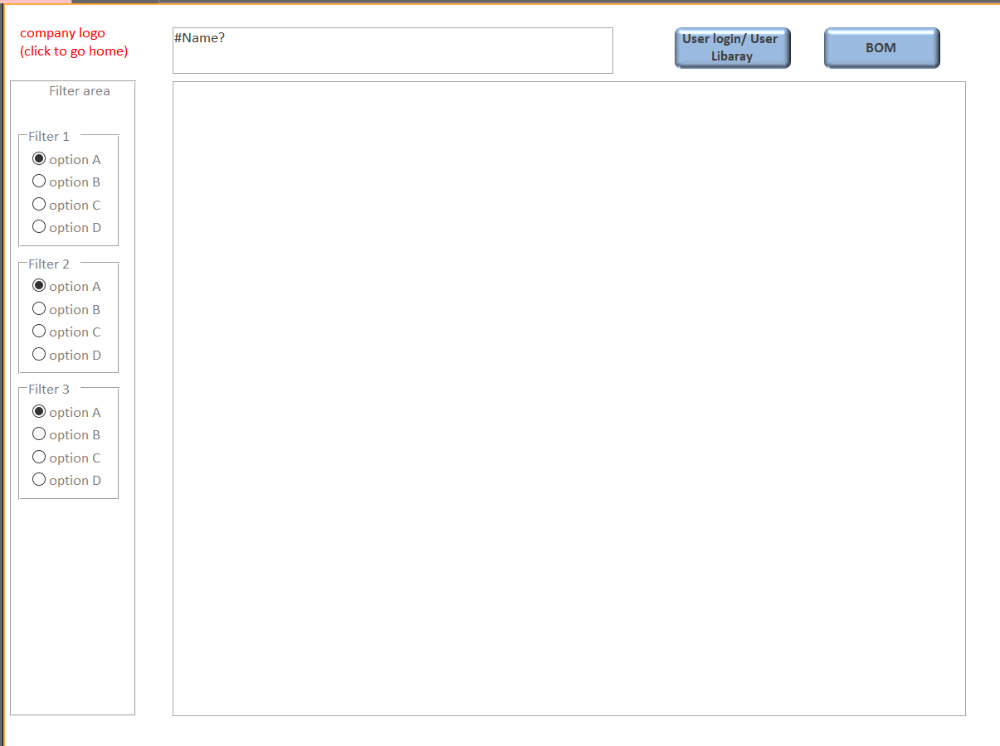 company logo
(click to go home)
#Name?
User login/ User
Libaray
BOM
Filter area
Filter 1
option A
option B
option C
option D
Filter 2
option A
option B
option C
option D
Filter 3
option A
option B
option C
option D